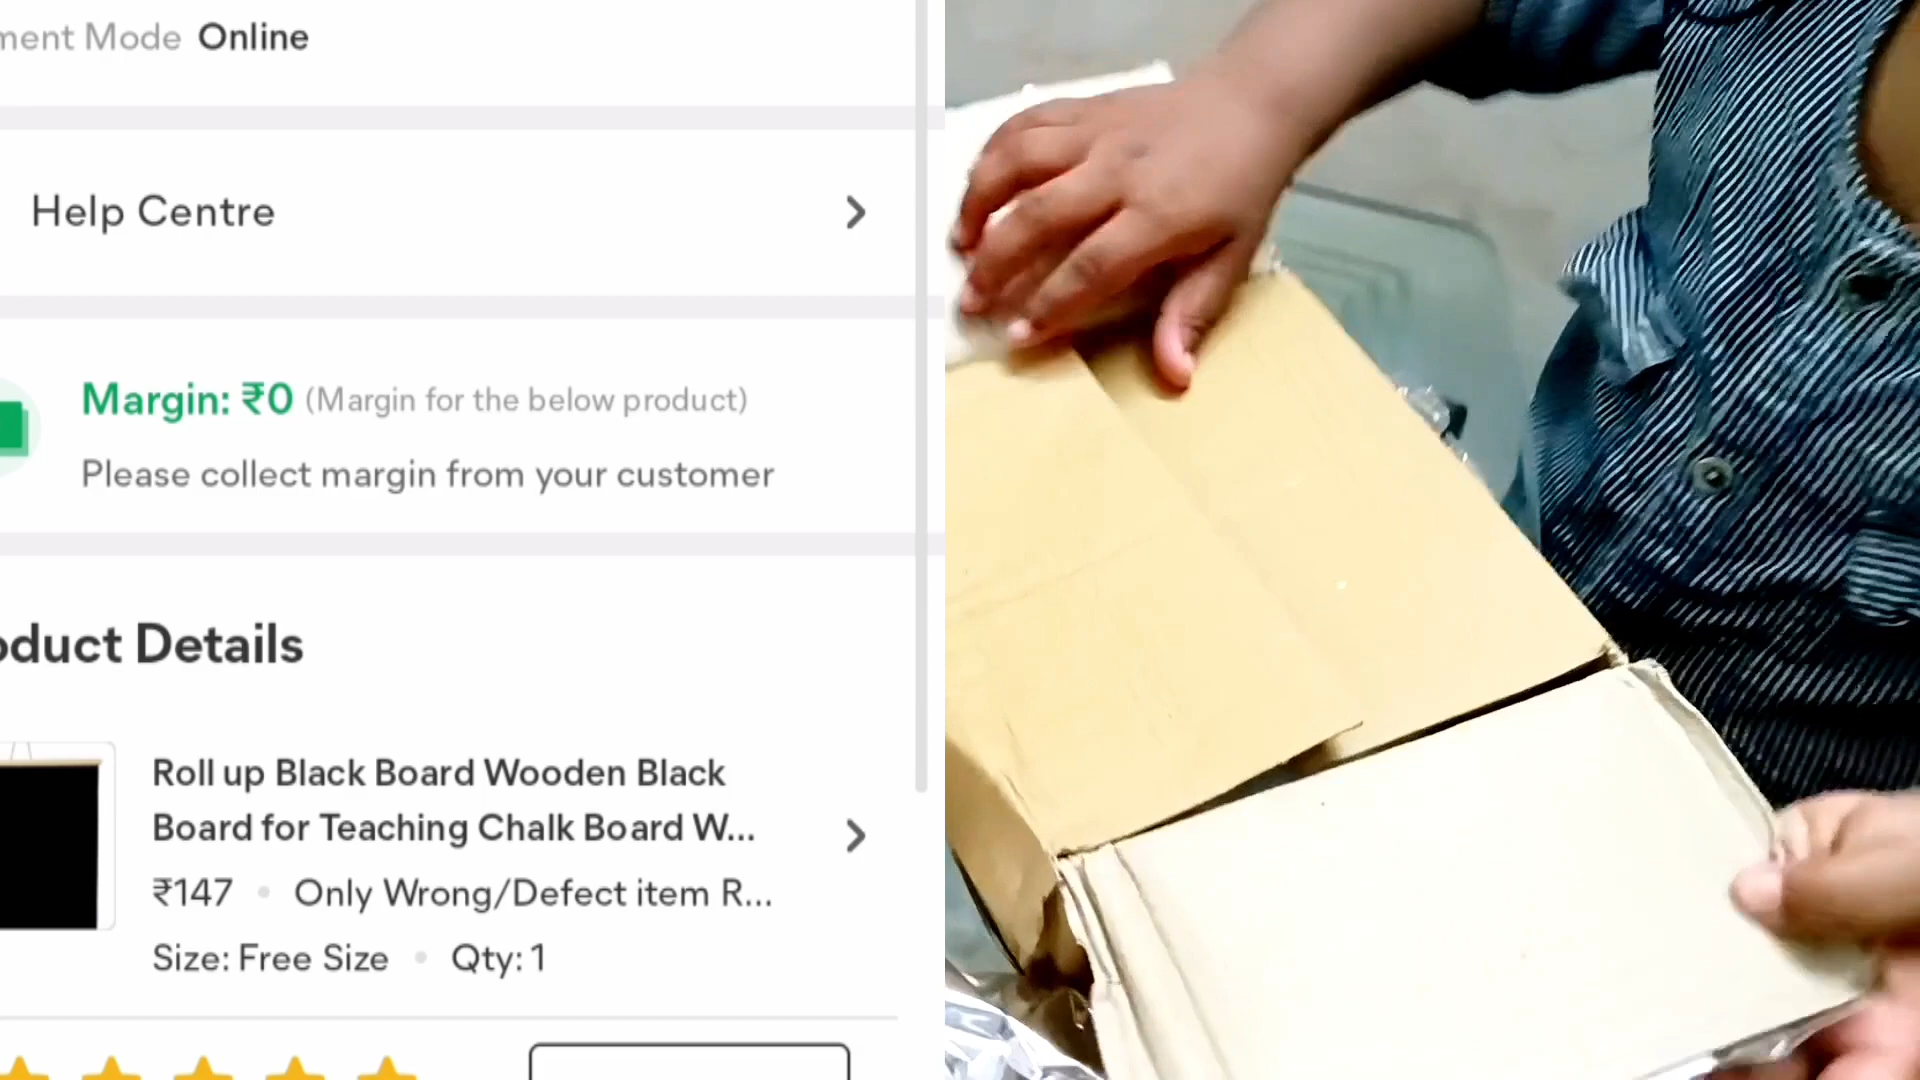 ment Mode Online
Help Centre
Margin: ₹0 (Margin for the below product)
Please collect margin from your customer
oduct Details
Roll up Black Board Wooden Black
Board for Teaching Chalk Board W...
₹147 • Only Wrong/Defect item R...
Size: Free Size • Qty: 1